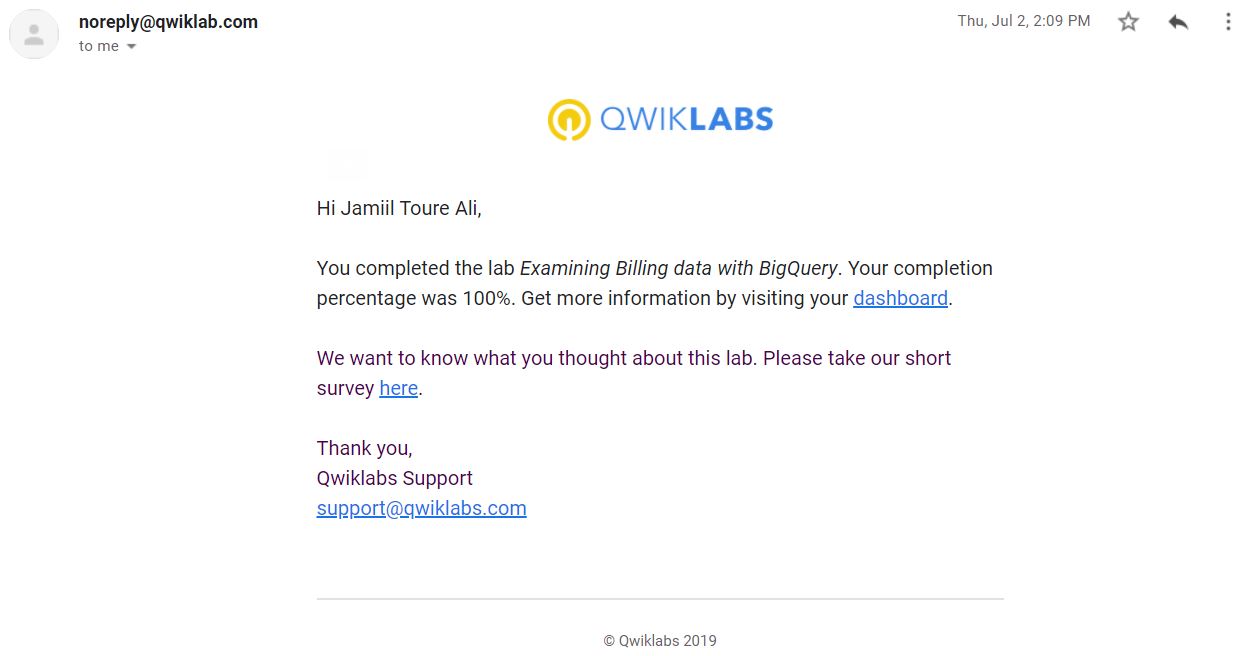 noreply@qwiklab.com
Thu, Jul 2, 2:09 PM
to me
QWIKLABS
Hi Jamiil Toure Ali,
You completed the lab Examining Billing data with BigQuery. Your completion
percentage was 100%. Get more information by visiting your dashboard.
We want to know what you thought about this lab. Please take our short
survey here.
Thank you,
Qwiklabs Support
support@qwiklabs.com
© Qwiklabs 2019